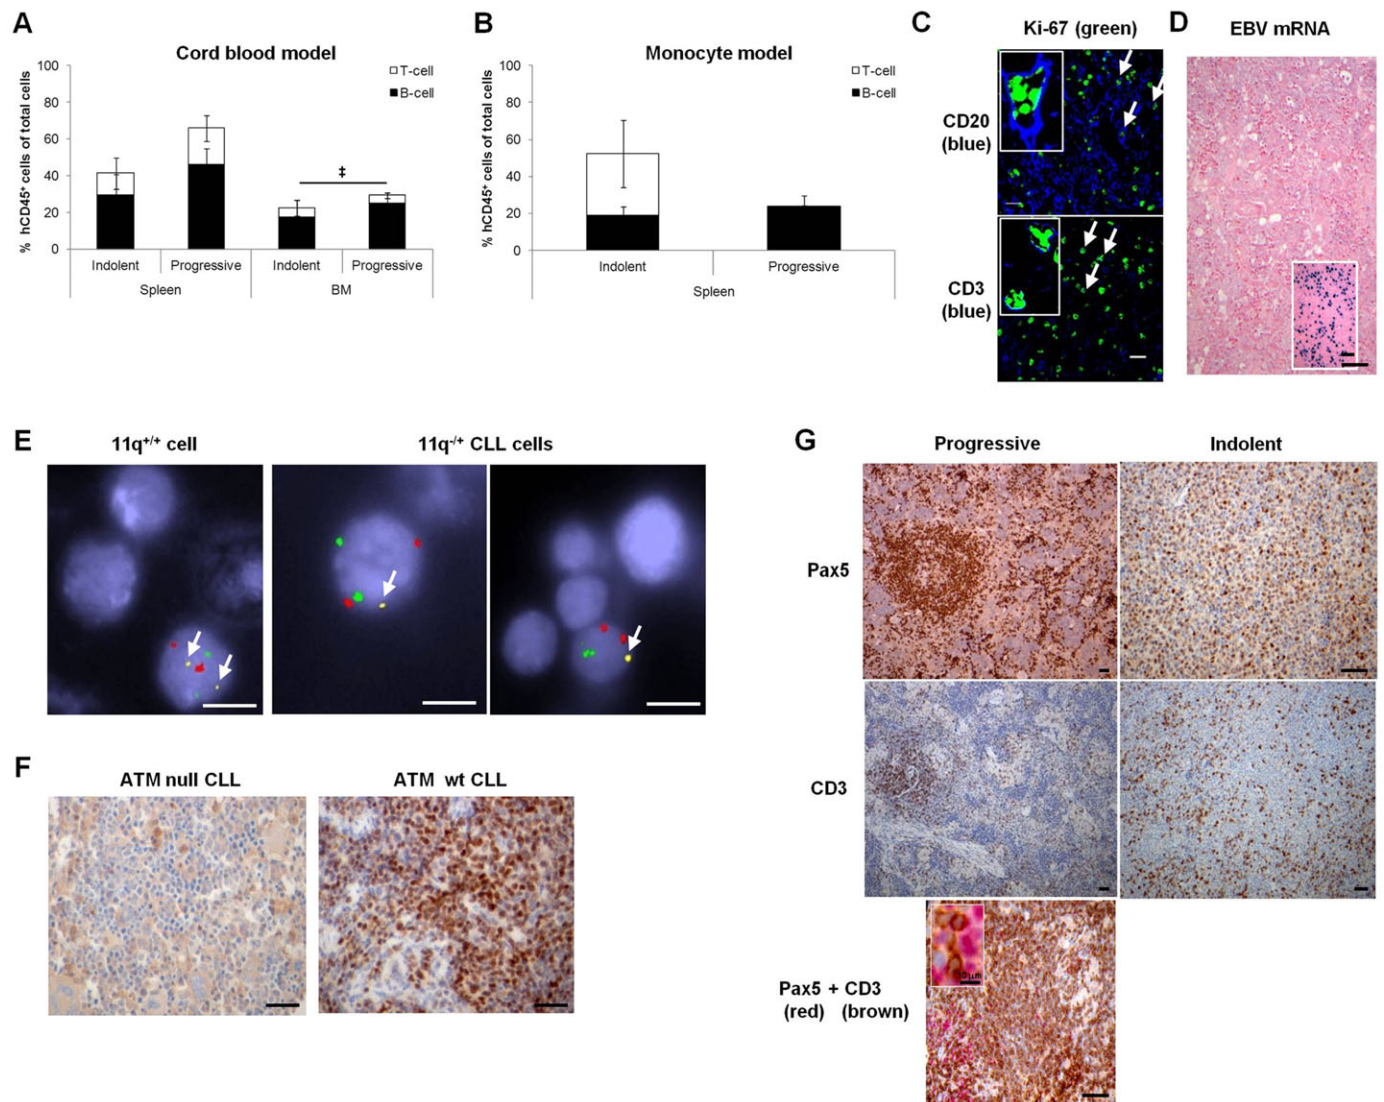 A
Cord blood model
% hCD45⁺ cells of total cells
100
80
60
40
20
0
T-cell
B-cell
‡
Indolent
Progressive
Indolent
Progressive
Spleen
BM
B
Monocyte model
% hCD45⁺ cells of total cells
100
80
60
40
20
0
T-cell
B-cell
Indolent
Progressive
Spleen
C
Ki-67 (green)
CD20
(blue)
CD3
(blue)
D
EBV mRNA
E
11q⁺/⁺ cell
11q⁻/⁺ CLL cells
F
ATM null CLL
ATM wt CLL
G
Progressive
Indolent
Pax5
CD3
Pax5 + CD3
(red) (brown)